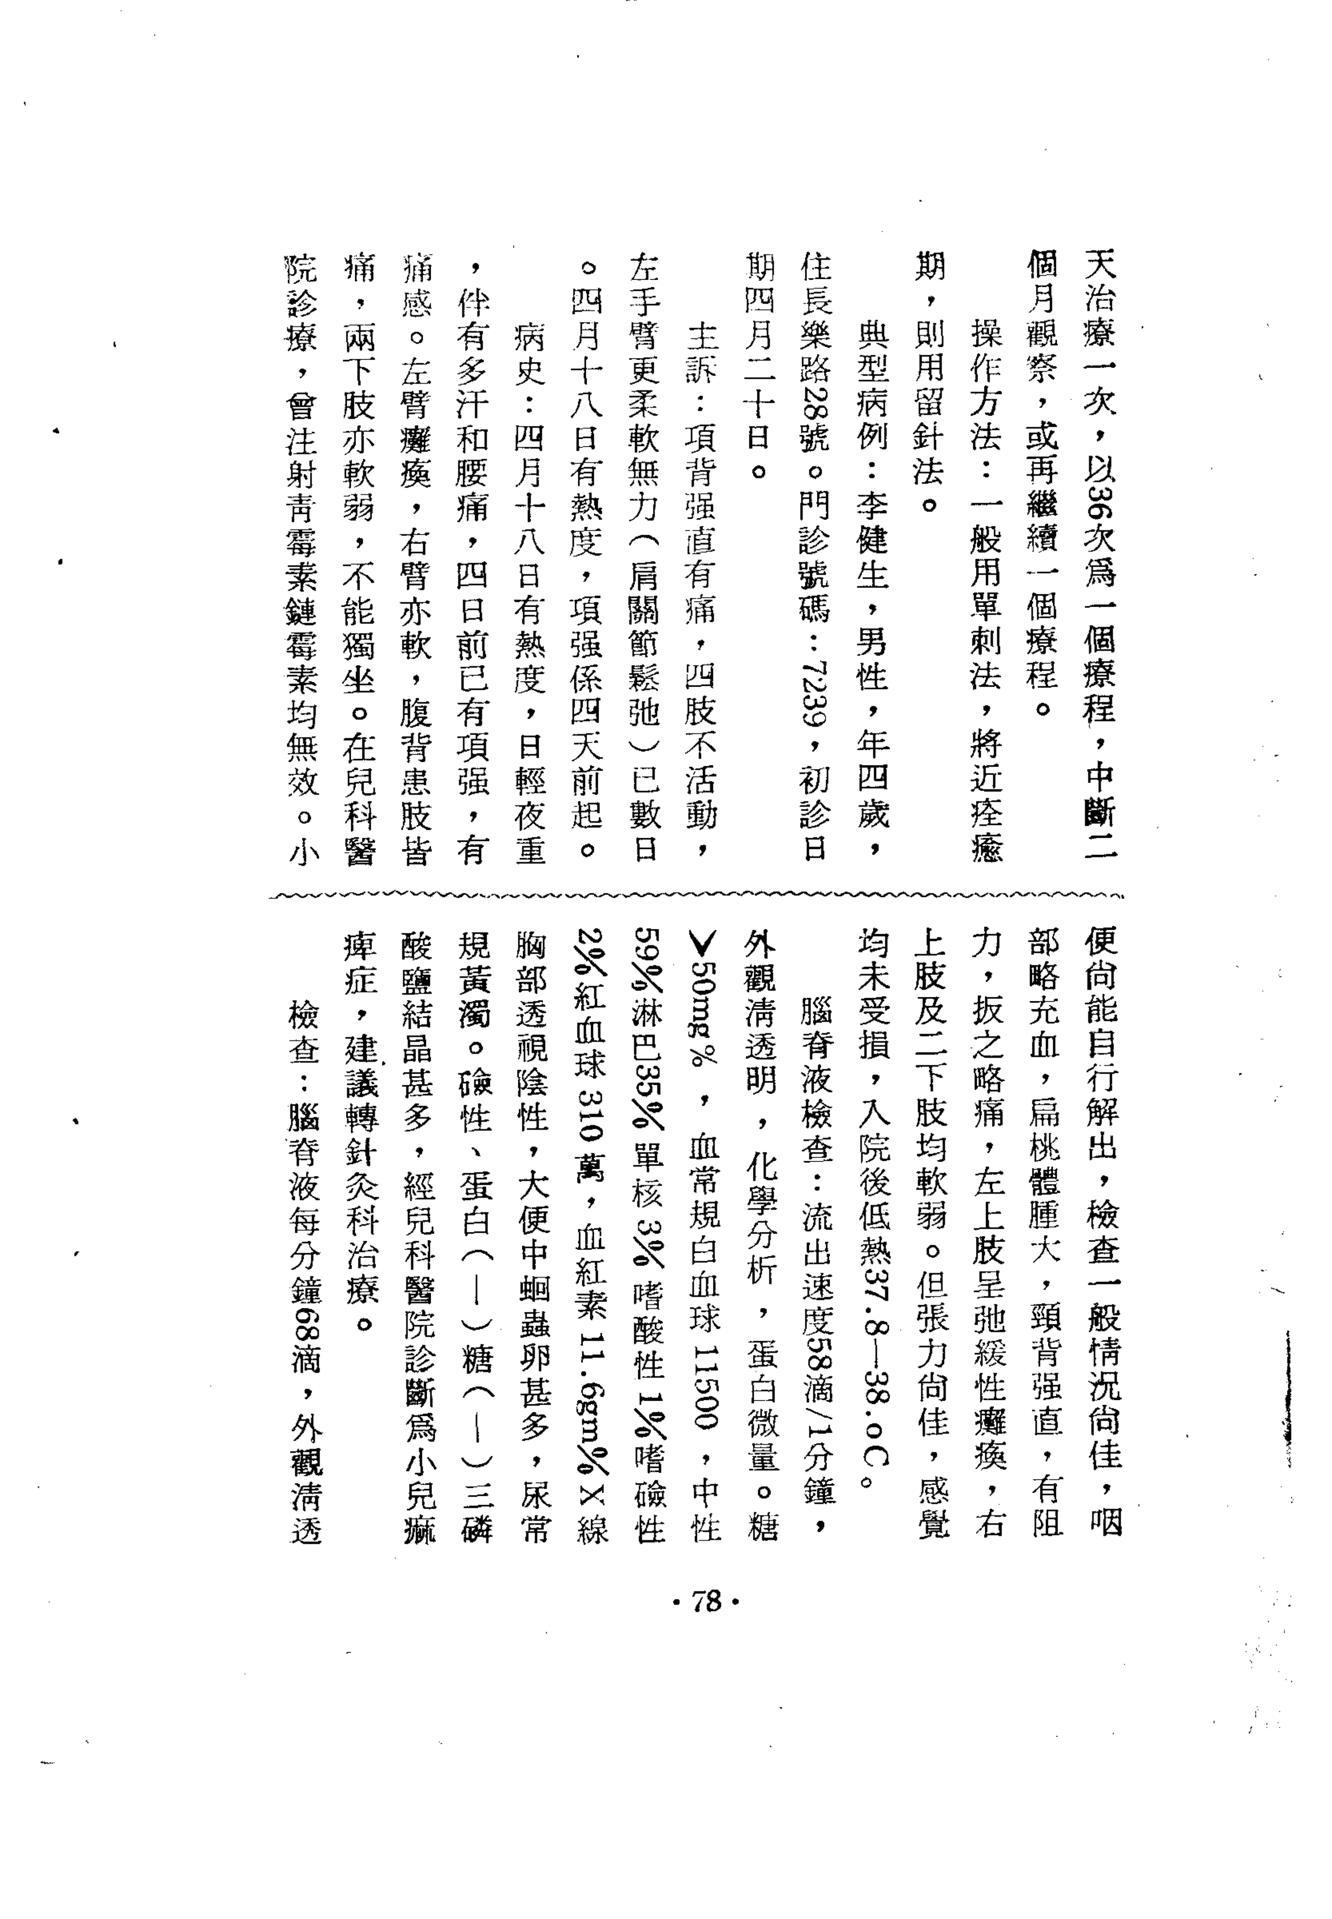 天治療一次，以36次爲一個療程，中斷二
個月觀察，或再繼續一個療程。
操作方法：一般用單刺法，將近痊癒
期，則用留針法。
典型病例：李健生，男性，年四歲，
住長樂路28號。門診號碼：7239，初診日
期四月二十日。
主訴：項背强直有痛，四肢不活動，
左手臂更柔軟無力（肩關節鬆弛）已數日
。四月十八日有熱度，項强係四天前起。
病史：四月十八日有熱度，日輕夜重
，伴有多汗和腰痛，四日前已有項强，有
痛感。左臂癱瘓，右臂亦軟，腹背患肢皆
痛，兩下肢亦軟弱，不能獨坐。在兒科醫
院診療，曾注射靑霉素鏈霉素均無效。小
便尙能自行解出，檢查一般情況尙佳，咽
部略充血，扁桃體腫大，頸背强直，有阻
力，扳之略痛，左上肢呈弛緩性癱瘓，右
上肢及二下肢均軟弱。但張力尙佳，感覺
均未受損，入院後低熱37.8—38.oC。
腦脊液檢查：流出速度58滴/1分鐘，
外觀淸透明，化學分析，蛋白微量。糖
＞50mg%，血常規白血球11500，中性
59%淋巴35%單核3%嗜酸性1%嗜鹼性
2%紅血球310萬，血紅素11.6gm%X線
胸部透視陰性，大便中蛔蟲卵甚多，尿常
規黃濁。鹼性、蛋白（—）糖（—）三磷
酸鹽結晶甚多，經兒科醫院診斷爲小兒痲
痺症，建議轉針灸科治療。
檢查：腦脊液每分鐘68滴，外觀淸透
·78·